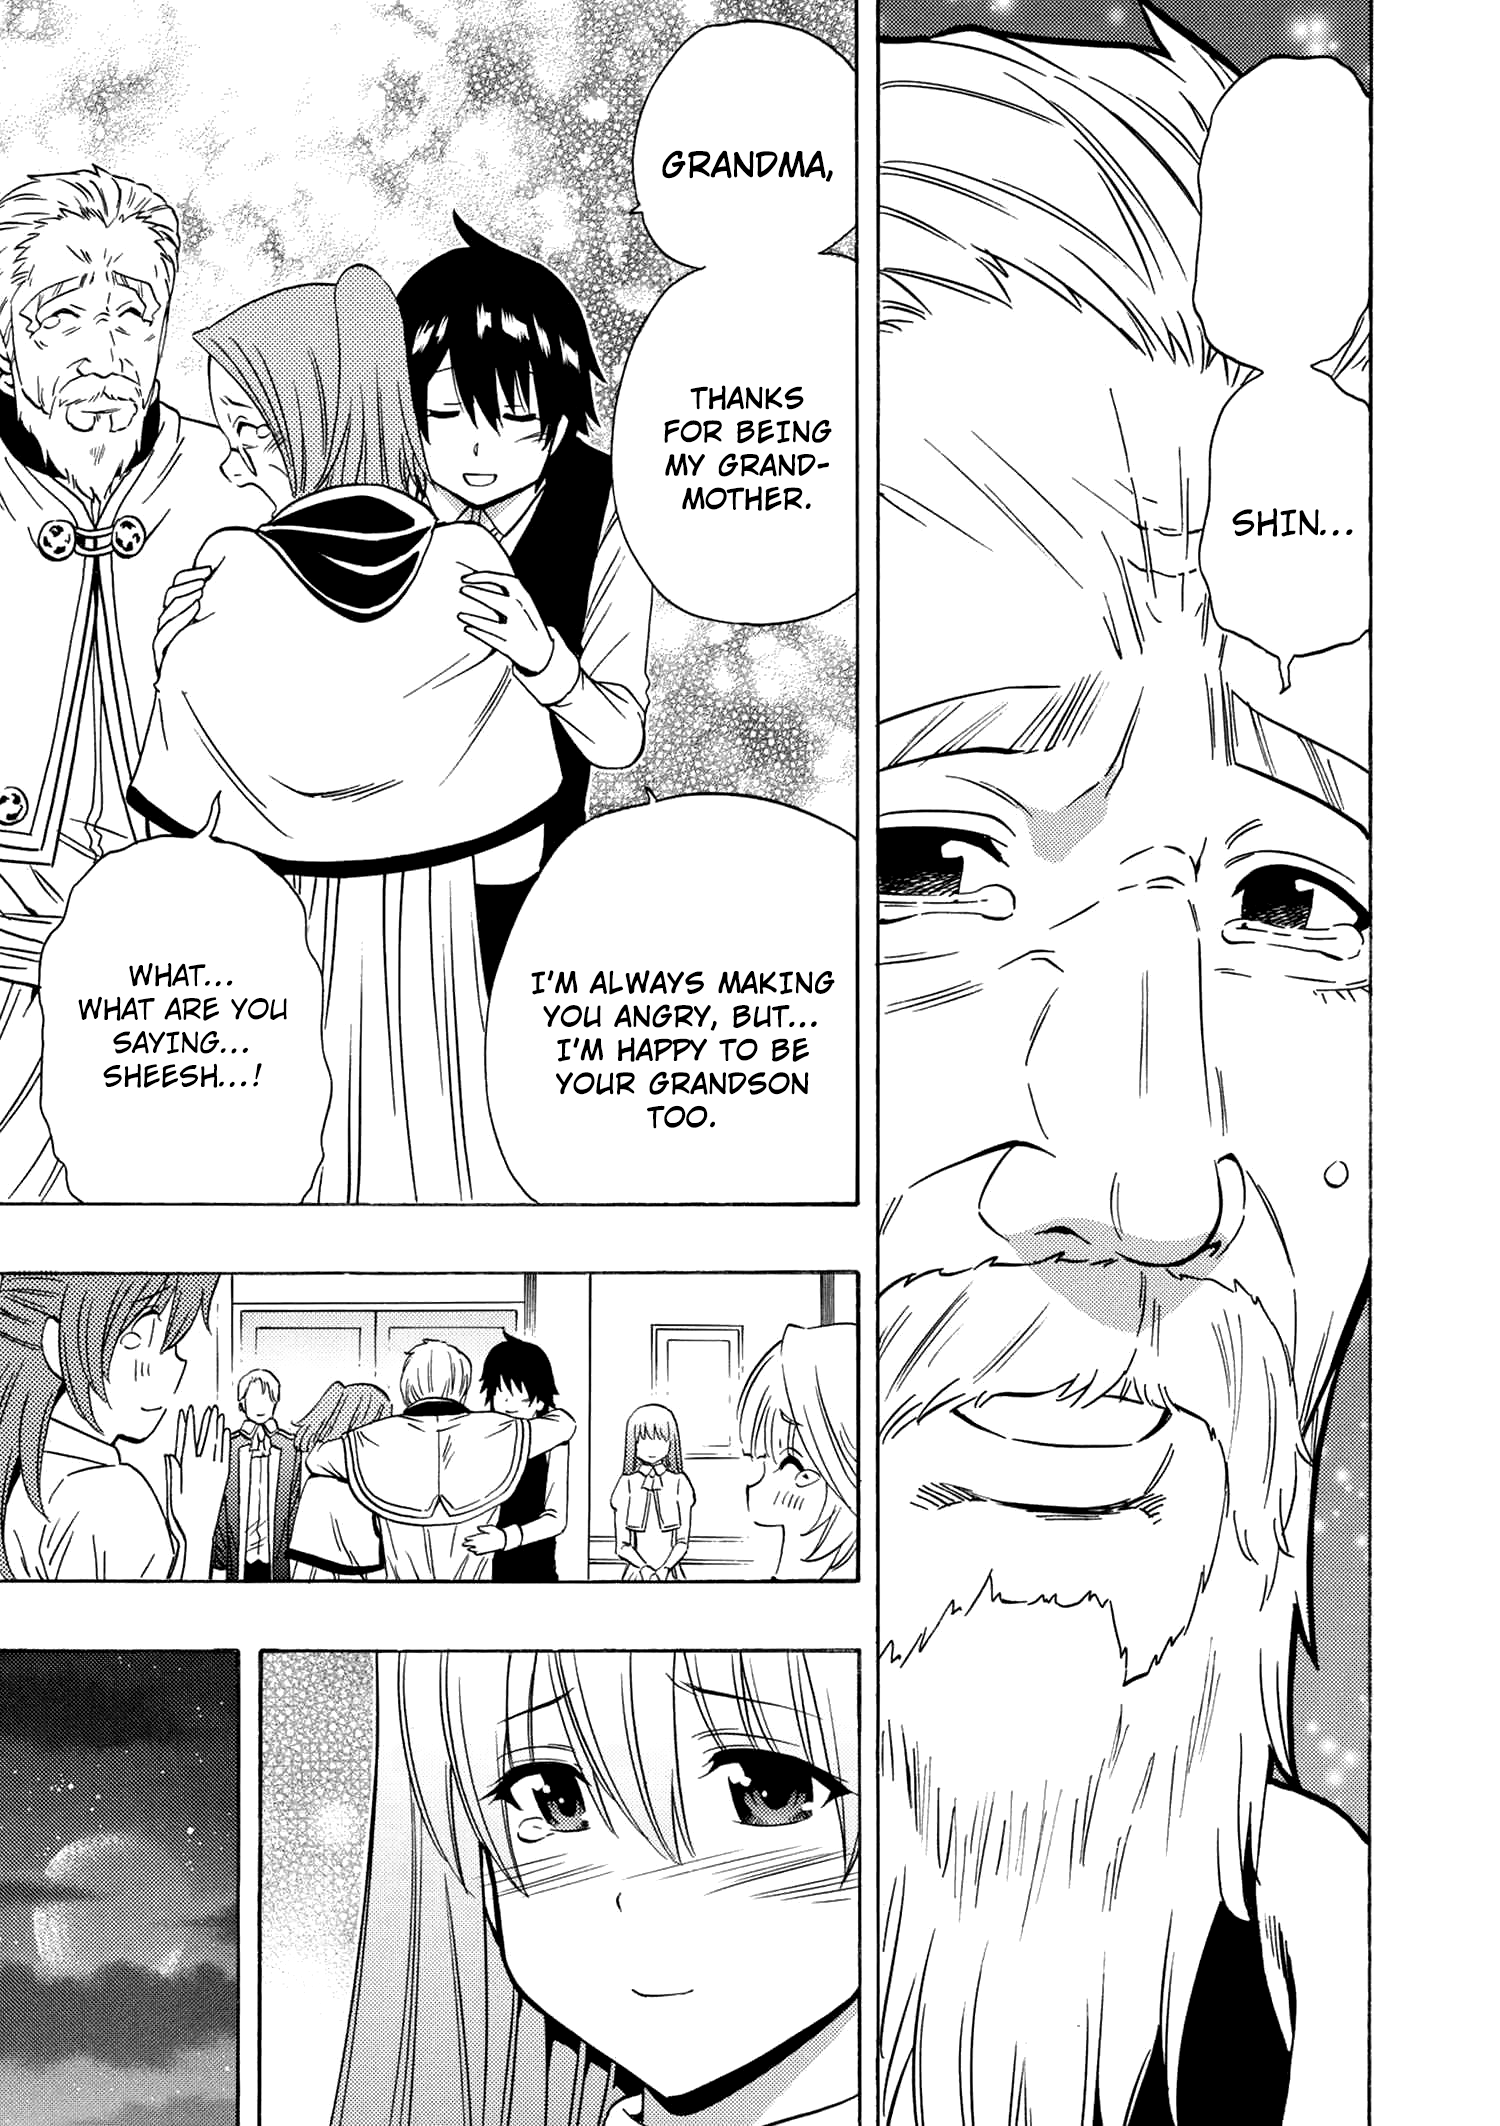 SHIN...
GRANDMA,
THANKS
FOR BEING
MY GRAND-
MOTHER.
I'M ALWAYS MAKING
YOU ANGRY, BUT...
I'M HAPPY TO BE
YOUR GRANDSON
TOO.
WHAT...
WHAT ARE YOU
SAYING...
SHEESH...!